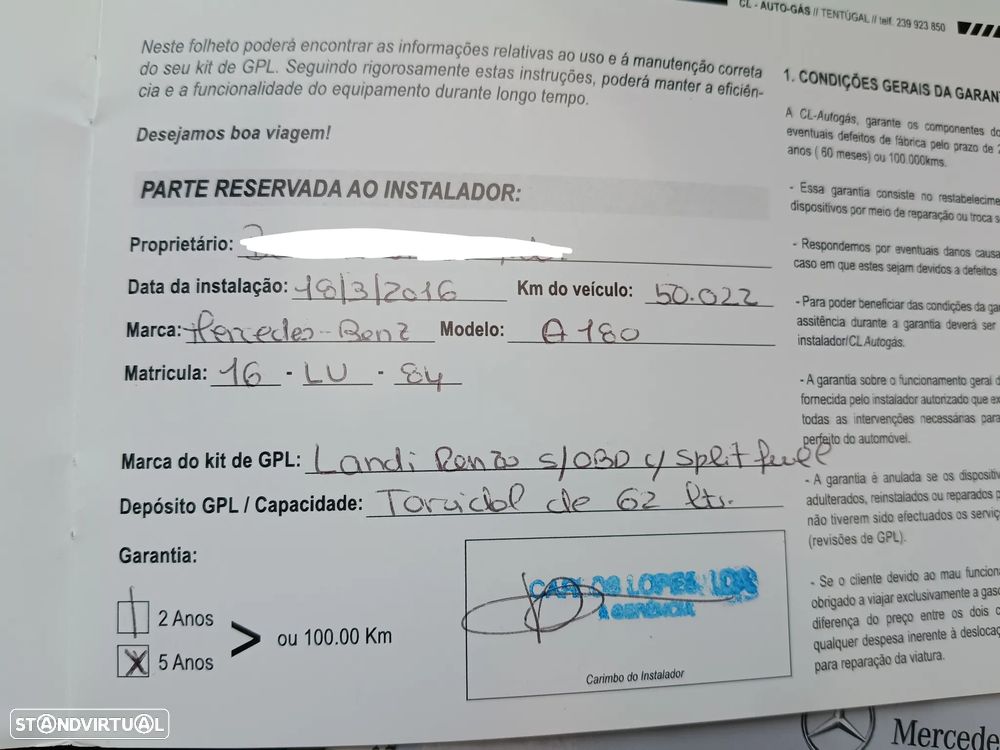 CL - AUTO-GÁS // TENTÚGAL // telf. 239 923 850
Neste folheto poderá encontrar as informações relativas ao uso e á manutenção correta
do seu kit de GPL. Seguindo rigorosamente estas instruções, poderá manter a eficiên-
cia e a funcionalidade do equipamento durante longo tempo.
Desejamos boa viagem!
PARTE RESERVADA AO INSTALADOR:
Proprietário:
Data da instalação: 18/3/2016 Km do veículo: 50.022
Marca: Mercedes-Benz Modelo: A 180
Matricula: 16 - LU - 84
Marca do kit de GPL: Landi Renzo s/OBD c/ split fuell
Depósito GPL / Capacidade: Toroidal de 62 lts.
Garantia:
2 Anos
X 5 Anos
> ou 100.00 Km
CARLOS LOPES, LDA
A GERÊNCIA
Carimbo do Instalador
1. CONDIÇÕES GERAIS DA GARAN
A CL-Autogás, garante os componentes do
eventuais defeitos de fábrica pelo prazo de 2
anos ( 60 meses) ou 100.000kms.
- Essa garantia consiste no restabelecime
dispositivos por meio de reparação ou troca s
- Respondemos por eventuais danos causa
caso em que estes sejam devidos a defeitos
- Para poder beneficiar das condições da gar
assitência durante a garantia deverá ser
instalador/CL Autogás.
- A garantia sobre o funcionamento geral d
fornecida pelo instalador autorizado que ex
todas as intervenções necessárias para
perfeito do automóvel.
- A garantia é anulada se os dispositiv
adulterados, reinstalados ou reparados p
não tiverem sido efectuados os serviç
(revisões de GPL).
- Se o cliente devido ao mau funciona
obrigado a viajar exclusivamente a gaso
diferença do preço entre os dois c
qualquer despesa inerente à deslocaç
para reparação da viatura.
Mercede
STANDVIRTUAL